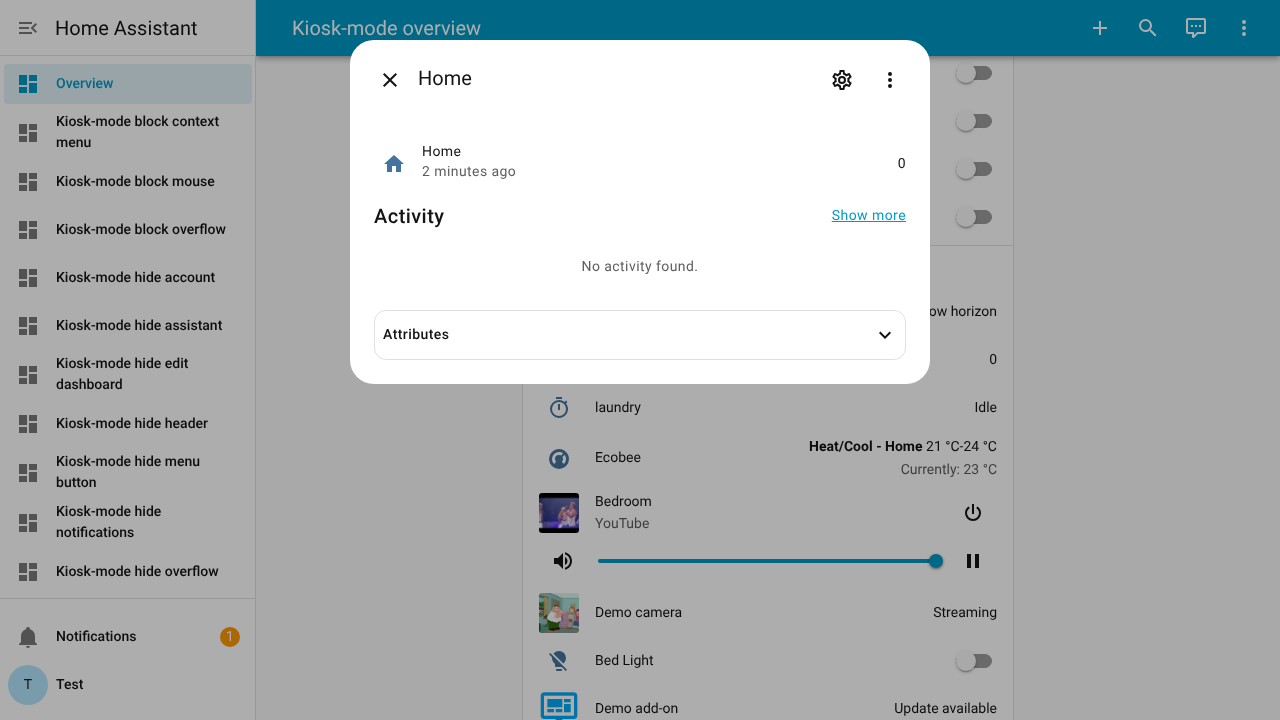 Home Assistant
Overview
Kiosk-mode block context
menu
Kiosk-mode block mouse
Kiosk-mode block overflow
Kiosk-mode hide account
Kiosk-mode hide assistant
Kiosk-mode hide edit
dashboard
Kiosk-mode hide header
Kiosk-mode hide menu
button
Kiosk-mode hide
notifications
Kiosk-mode hide overflow
Notifications
1
T
Test
Kiosk-mode overview
Home
Home
2 minutes ago
0
Activity
Show more
No activity found.
Attributes
horizon
0
laundry
Idle
Ecobee
Heat/Cool - Home 21 °C-24 °C
Currently: 23 °C
Bedroom
YouTube
Demo camera
Streaming
Bed Light
Demo add-on
Update available